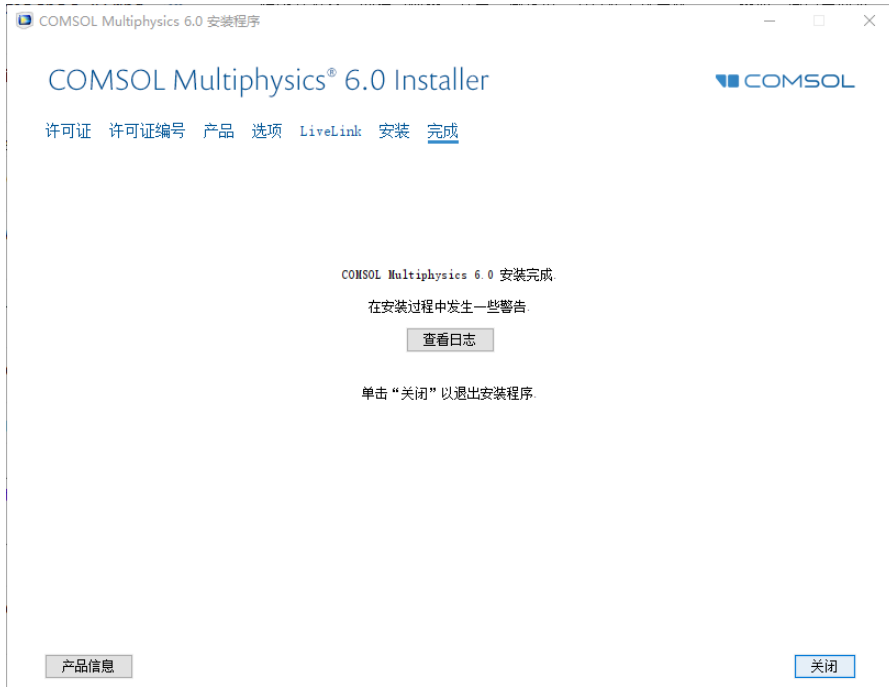 COMSOL Multiphysics 6.0 安装程序
COMSOL Multiphysics® 6.0 Installer
COMSOL
许可证 许可证编号 产品 选项 LiveLink 安装 完成
COMSOL Multiphysics 6.0 安装完成.
在安装过程中发生一些警告.
查看日志
单击“关闭”以退出安装程序.
产品信息
关闭